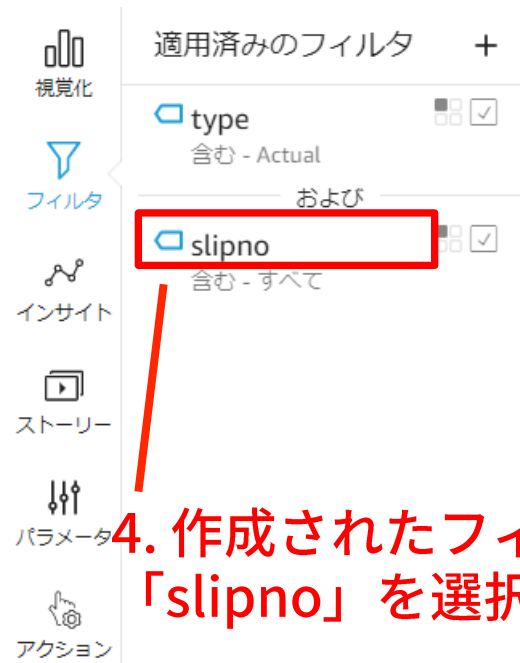 視覚化
フィルタ
インサイト
ストーリー
パラメータ
アクション
適用済みのフィルタ +
type
含む - Actual
および
slipno
含む - すべて
4. 作成されたフィ
「slipno」を選択